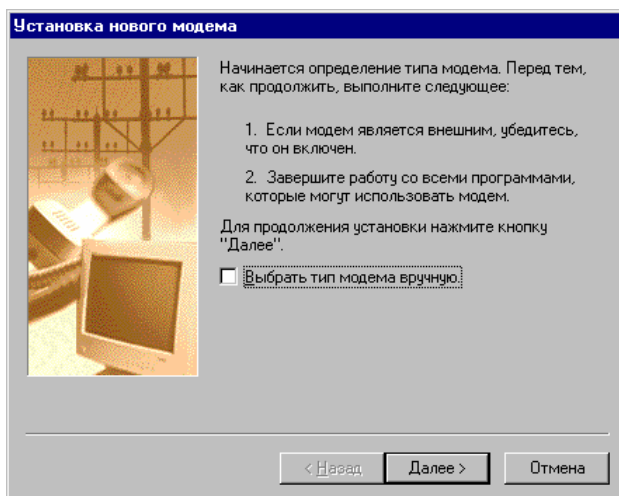 Установка нового модема
Начинается определение типа модема. Перед тем,
как продолжить, выполните следующее:
1. Если модем является внешним, убедитесь,
что он включен.
2. Завершите работу со всеми программами,
которые могут использовать модем.
Для продолжения установки нажмите кнопку
"Далее".
Выбрать тип модема вручную.
< Назад
Далее >
Отмена